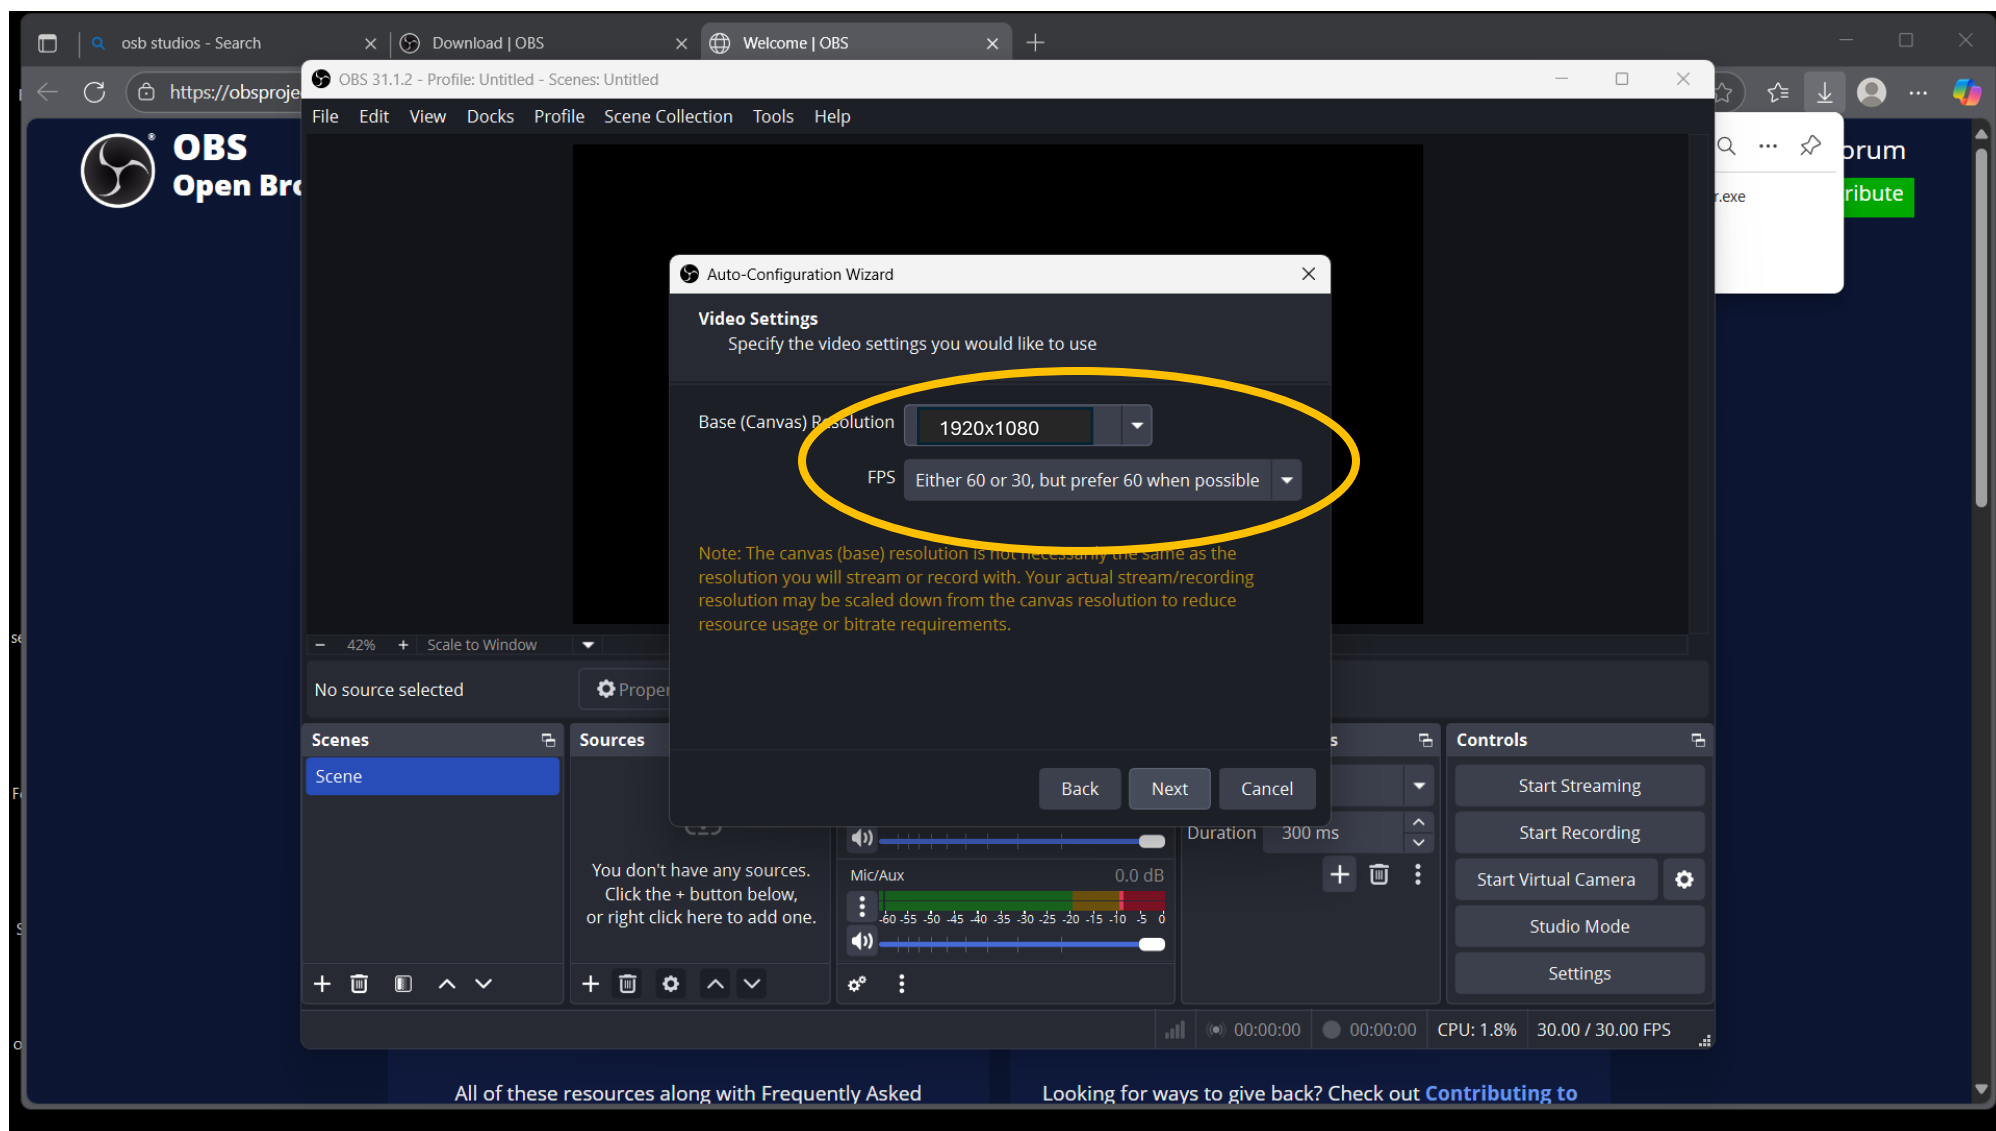 osb studios - Search
Download | OBS
Welcome | OBS
https://obsproje
OBS 31.1.2 - Profile: Untitled - Scenes: Untitled
File Edit View Docks Profile Scene Collection Tools Help
OBS
Open Bro
orum
ribute
r.exe
Auto-Configuration Wizard
Video Settings
Specify the video settings you would like to use
Base (Canvas) Resolution 1920x1080
FPS Either 60 or 30, but prefer 60 when possible
Note: The canvas (base) resolution is not necessarily the same as the
resolution you will stream or record with. Your actual stream/recording
resolution may be scaled down from the canvas resolution to reduce
resource usage or bitrate requirements.
Back Next Cancel
42% Scale to Window
No source selected
Proper
Scenes
Scene
Sources
You don't have any sources.
Click the + button below,
or right click here to add one.
Mic/Aux 0.0 dB
-60 -55 -50 -45 -40 -35 -30 -25 -20 -15 -10 -5 0
s
Duration 300 ms
Controls
Start Streaming
Start Recording
Start Virtual Camera
Studio Mode
Settings
00:00:00 00:00:00 CPU: 1.8% 30.00 / 30.00 FPS
All of these resources along with Frequently Asked
Looking for ways to give back? Check out Contributing to